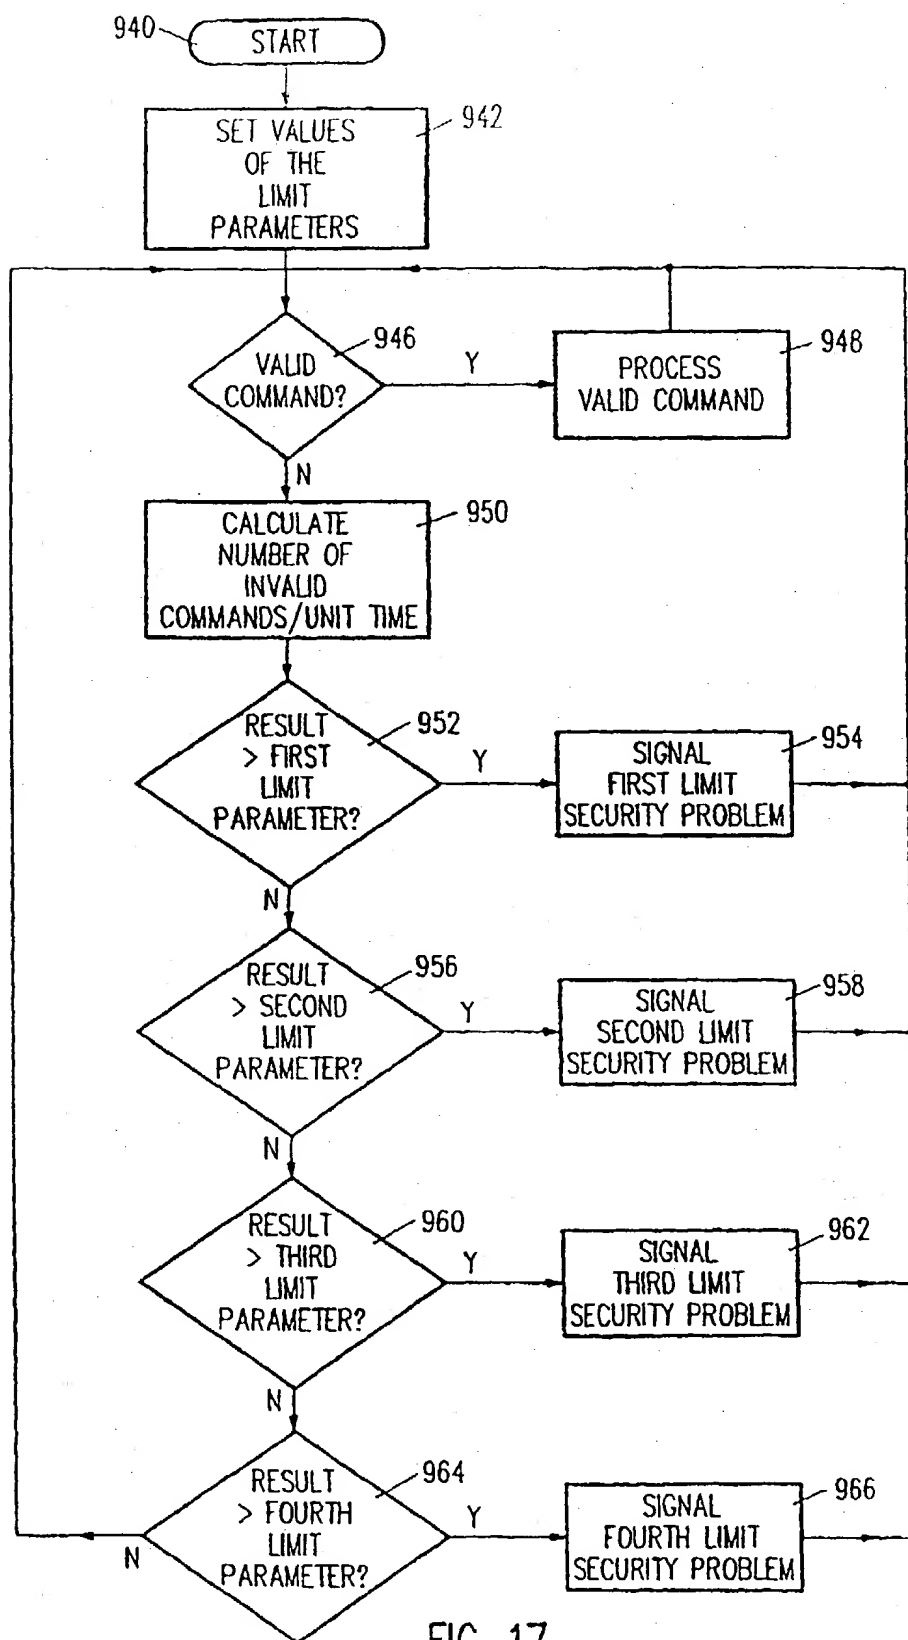 940
START
942
SET VALUES
OF THE
LIMIT
PARAMETERS
946
VALID
COMMAND?
Y
948
PROCESS
VALID COMMAND
N
950
CALCULATE
NUMBER OF
INVALID
COMMANDS/UNIT TIME
952
RESULT
> FIRST
LIMIT
PARAMETER?
Y
954
SIGNAL
FIRST LIMIT
SECURITY PROBLEM
N
956
RESULT
> SECOND
LIMIT
PARAMETER?
Y
958
SIGNAL
SECOND LIMIT
SECURITY PROBLEM
N
960
RESULT
> THIRD
LIMIT
PARAMETER?
Y
962
SIGNAL
THIRD LIMIT
SECURITY PROBLEM
N
964
RESULT
> FOURTH
LIMIT
PARAMETER?
Y
966
SIGNAL
FOURTH LIMIT
SECURITY PROBLEM
N
FIG. 17